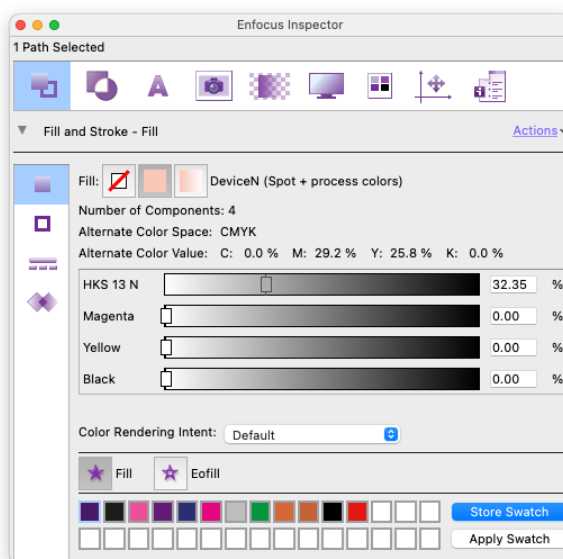 Enfocus Inspector
1 Path Selected
Fill and Stroke - Fill
Actions
Fill: DeviceN (Spot + process colors)
Number of Components: 4
Alternate Color Space: CMYK
Alternate Color Value: C: 0.0 % M: 29.2 % Y: 25.8 % K: 0.0 %
HKS 13 N 32.35 %
Magenta 0.00 %
Yellow 0.00 %
Black 0.00 %
Color Rendering Intent: Default
Fill Eofill
Store Swatch
Apply Swatch